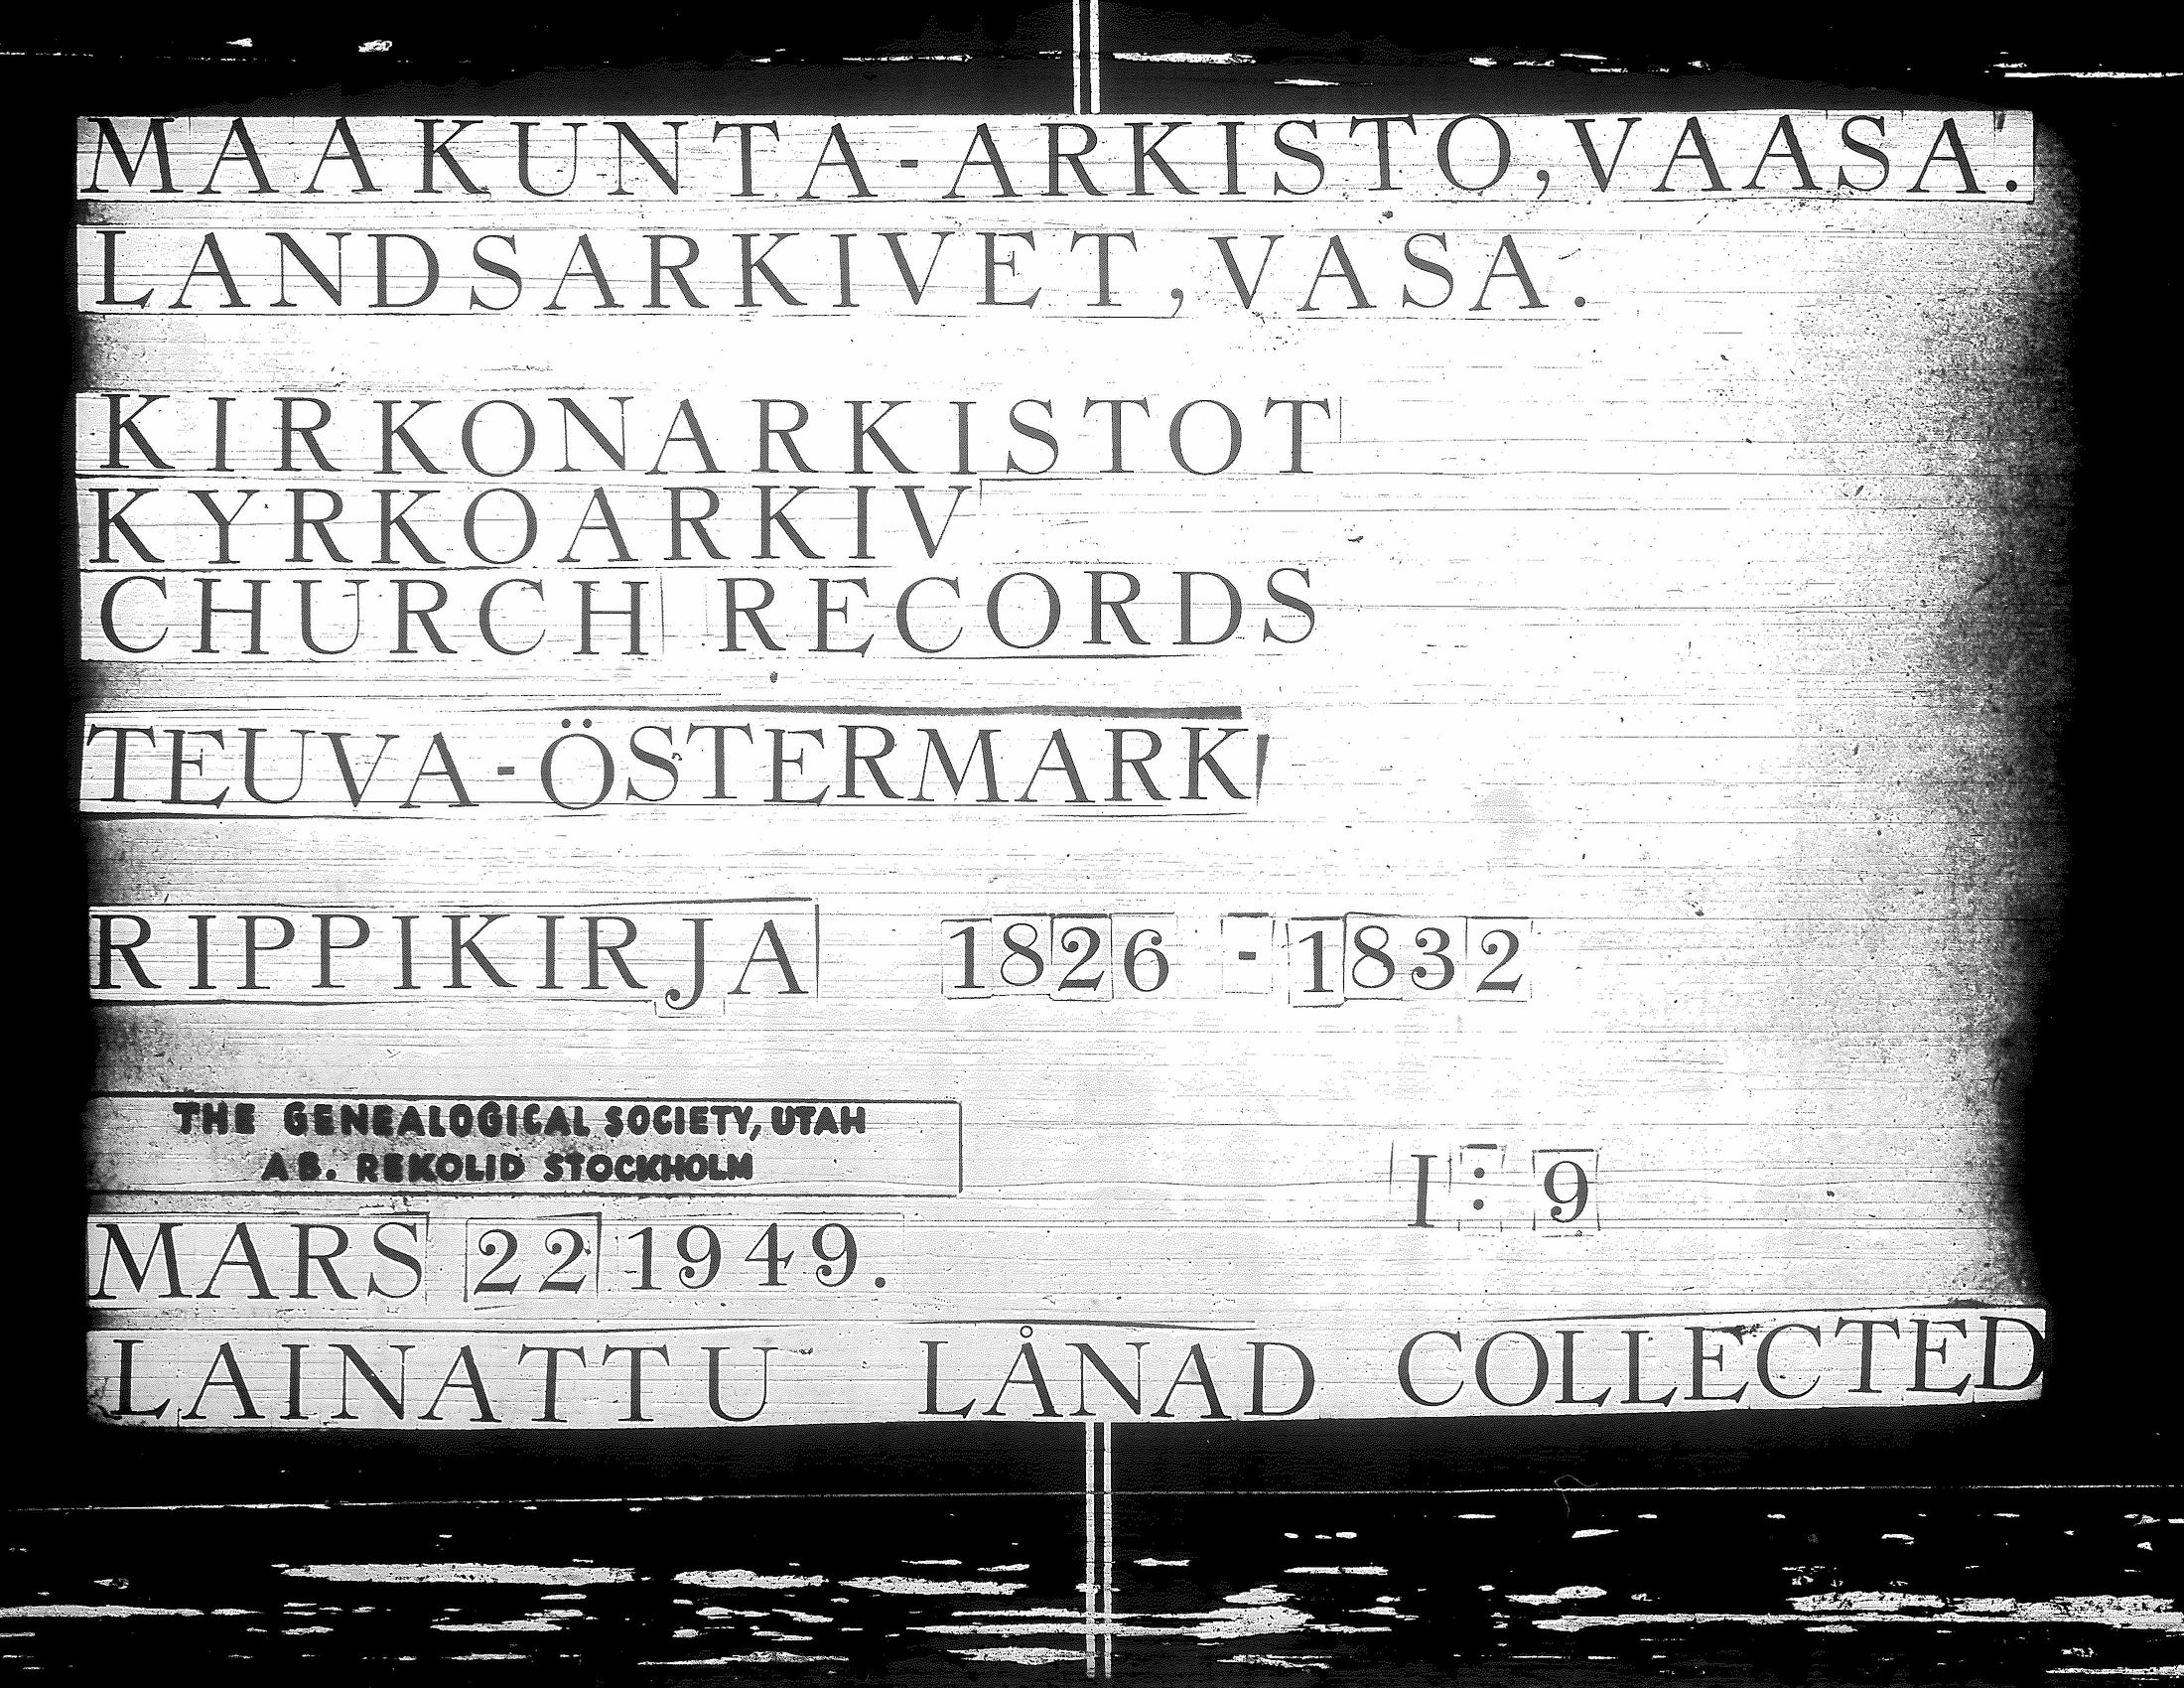 MAAKUNTA-ARKISTO, VAASA.
LANDSARKIVET, VASA.
KIRKONARKISTOT
KYRKOARKIV
CHURCH RECORDS
TEUVA-ÖSTERMARK
RIPPIKIRJA 1826 - 1832
THE GENEALOGICAL SOCIETY, UTAH
AB. REKOLID STOCKHOLM
I: 9
MARS 22 1949.
LAINATTU LÅNAD COLLECTED